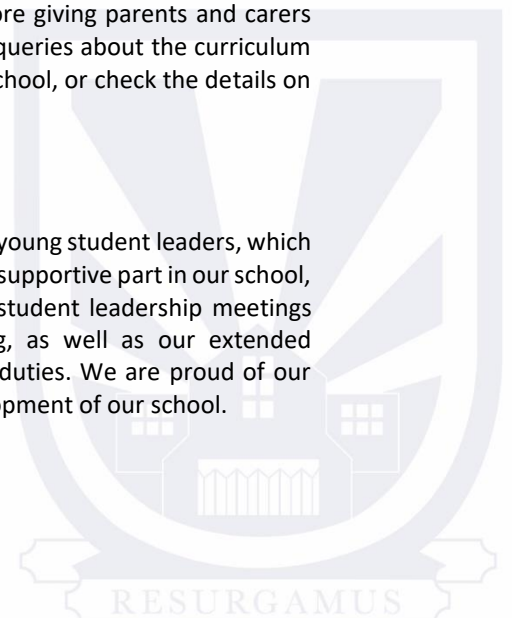 ore giving parents and carers
queries about the curriculum
chool, or check the details on
young student leaders, which
supportive part in our school,
student leadership meetings
g, as well as our extended
duties. We are proud of our
opment of our school.
RESURGAMUS